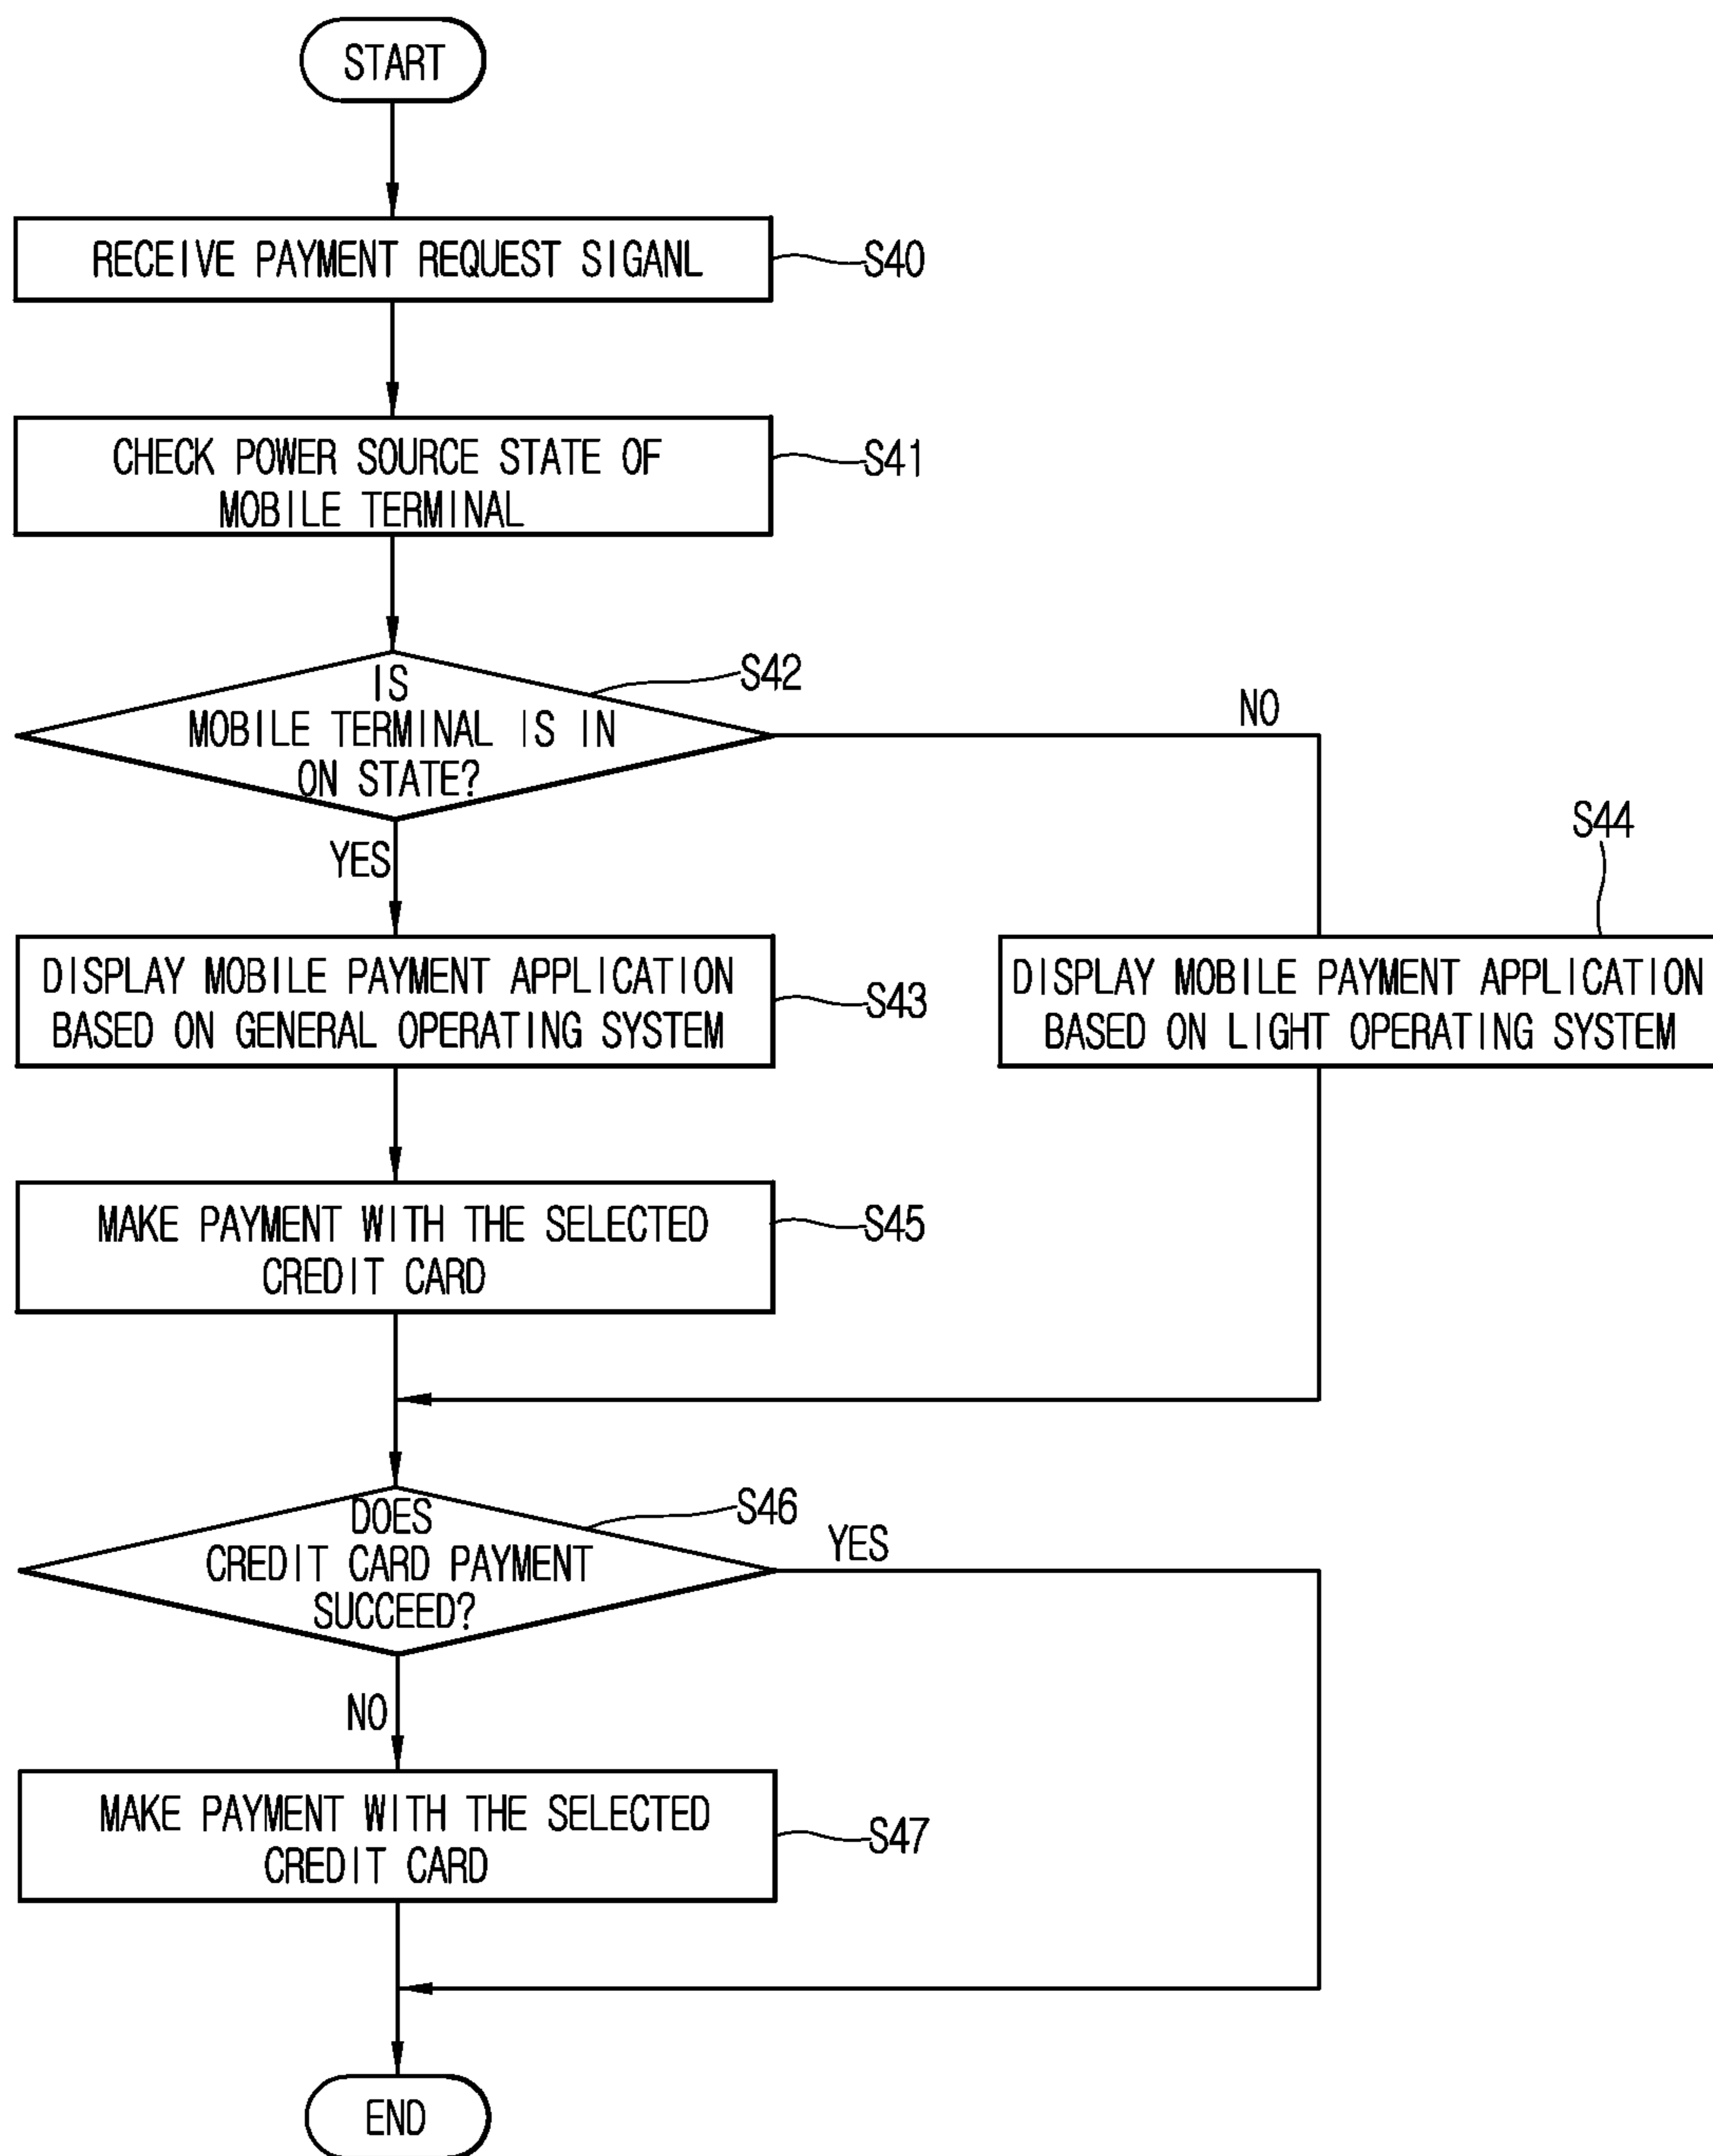 START
RECEIVE PAYMENT REQUEST SIGANL
S40
CHECK POWER SOURCE STATE OF
MOBILE TERMINAL
S41
IS
MOBILE TERMINAL IS IN
ON STATE?
S42
NO
YES
S44
DISPLAY MOBILE PAYMENT APPLICATION
BASED ON GENERAL OPERATING SYSTEM
S43
DISPLAY MOBILE PAYMENT APPLICATION
BASED ON LIGHT OPERATING SYSTEM
MAKE PAYMENT WITH THE SELECTED
CREDIT CARD
S45
DOES
CREDIT CARD PAYMENT
SUCCEED?
S46
YES
NO
MAKE PAYMENT WITH THE SELECTED
CREDIT CARD
S47
END